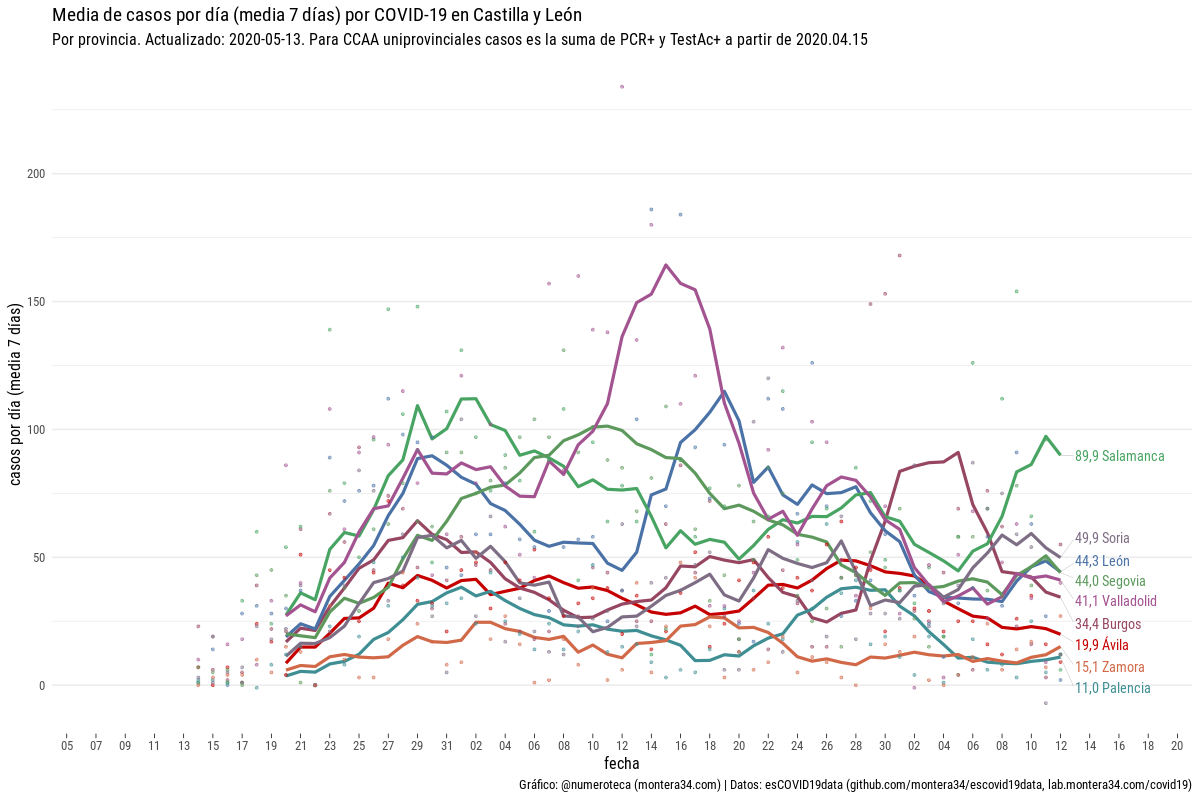 Media de casos por día (media 7 días) por COVID-19 en Castilla y León
Por provincia. Actualizado: 2020-05-13. Para CCAA uniprovinciales casos es la suma de PCR+ y TestAc+ a partir de 2020.04.15
casos por día (media 7 días)
200
150
100
50
0
89,9 Salamanca
49,9 Soria
44,3 León
44,0 Segovia
41,1 Valladolid
34,4 Burgos
19,9 Ávila
15,1 Zamora
11,0 Palencia
05 07 09 11 13 15 17 19 21 23 25 27 29 31 02 04 06 08 10 12 14 16 18 20 22 24 26 28 30 02 04 06 08 10 12 14 16 18 20
fecha
Gráfico: @numeroteca (montera34.com) | Datos: esCOVID19data (github.com/montera34/escovid19data, lab.montera34.com/covid19)